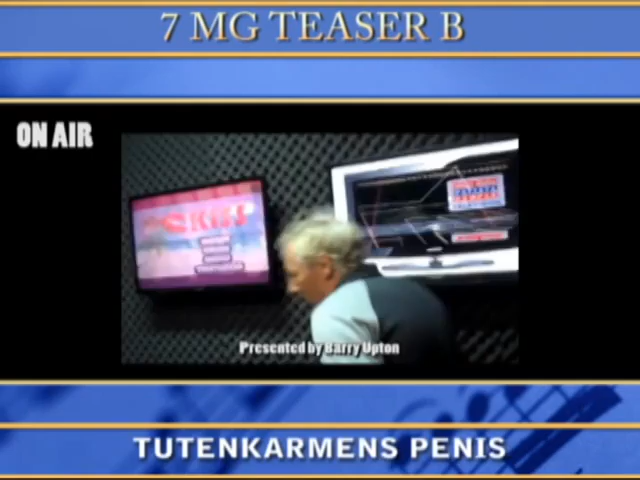 7 MG TEASER B
ON AIR
Presented by Barry Upton
TUTENKARMENS PENIS